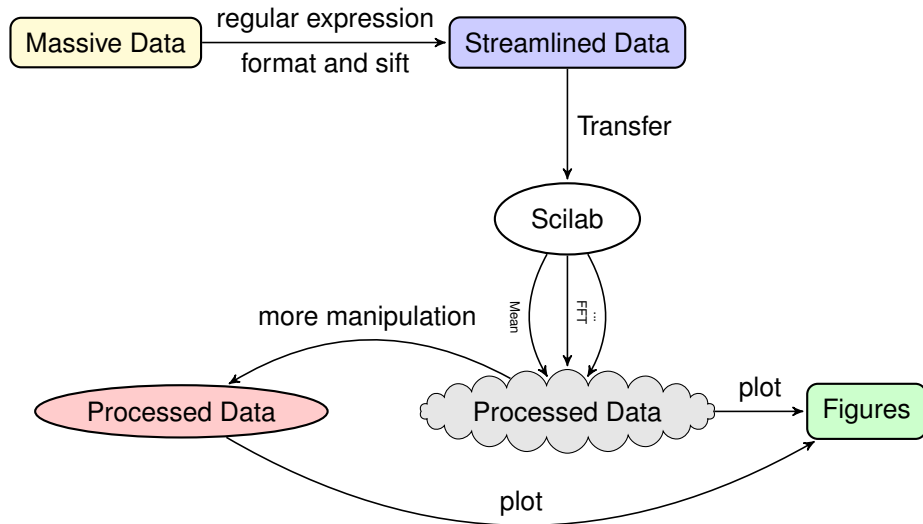 regular expression
Massive Data
Streamlined Data
format and sift
Transfer
Scilab
Mean
FFT
...
more manipulation
Processed Data
Processed Data
plot
Figures
plot